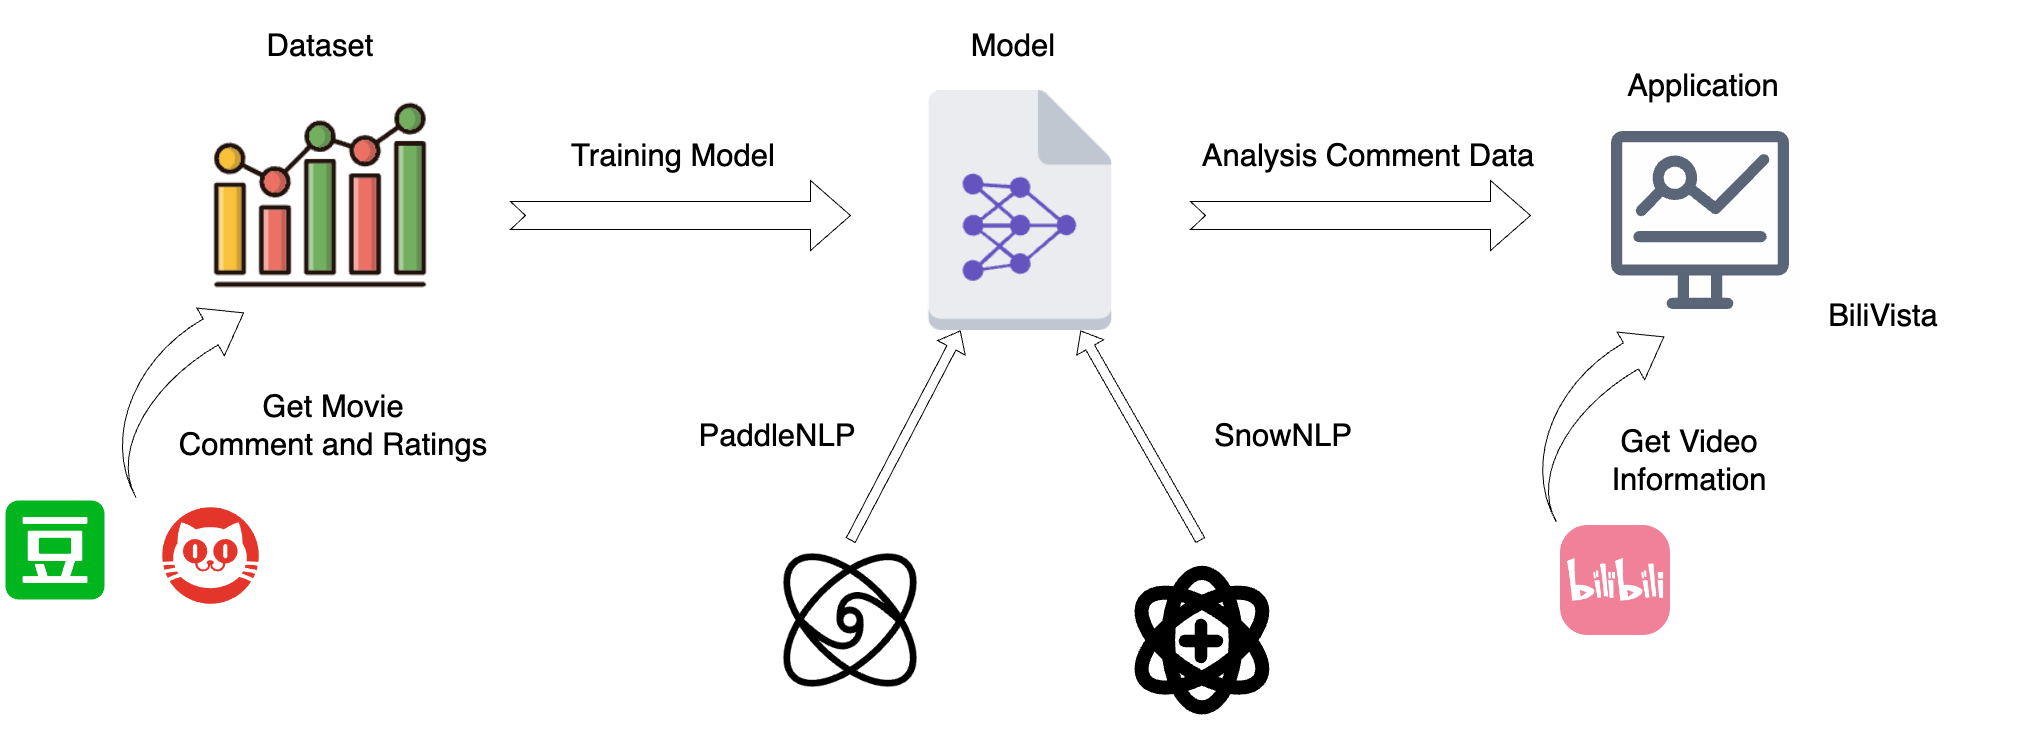 Dataset
Model
Application
Training Model
Analysis Comment Data
BiliVista
Get Movie
Comment and Ratings
PaddleNLP
SnowNLP
Get Video
Information
豆
bilibili